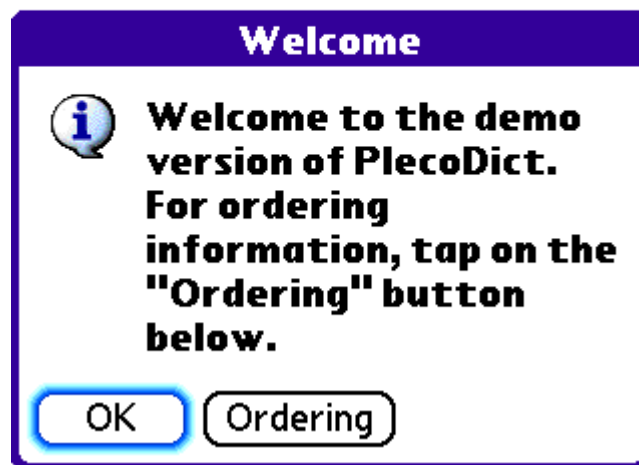 Welcome
Welcome to the demo
version of PlecoDict.
For ordering
information, tap on the
"Ordering" button
below.
OK
Ordering